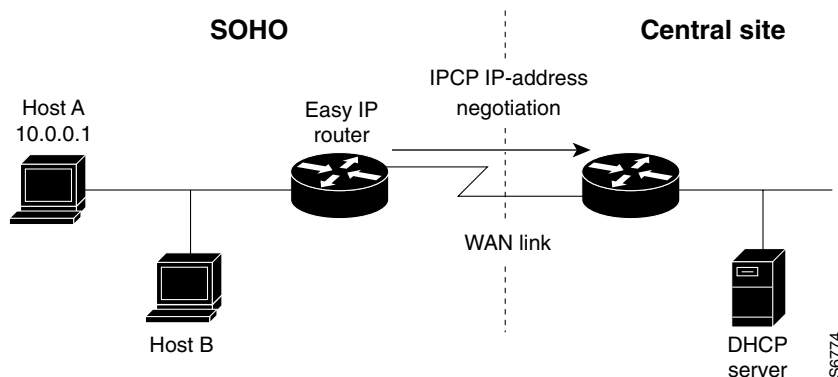 SOHO
Central site
IPCP IP-address
negotiation
Host A
10.0.0.1
Easy IP
router
WAN link
Host B
DHCP
server
S6774